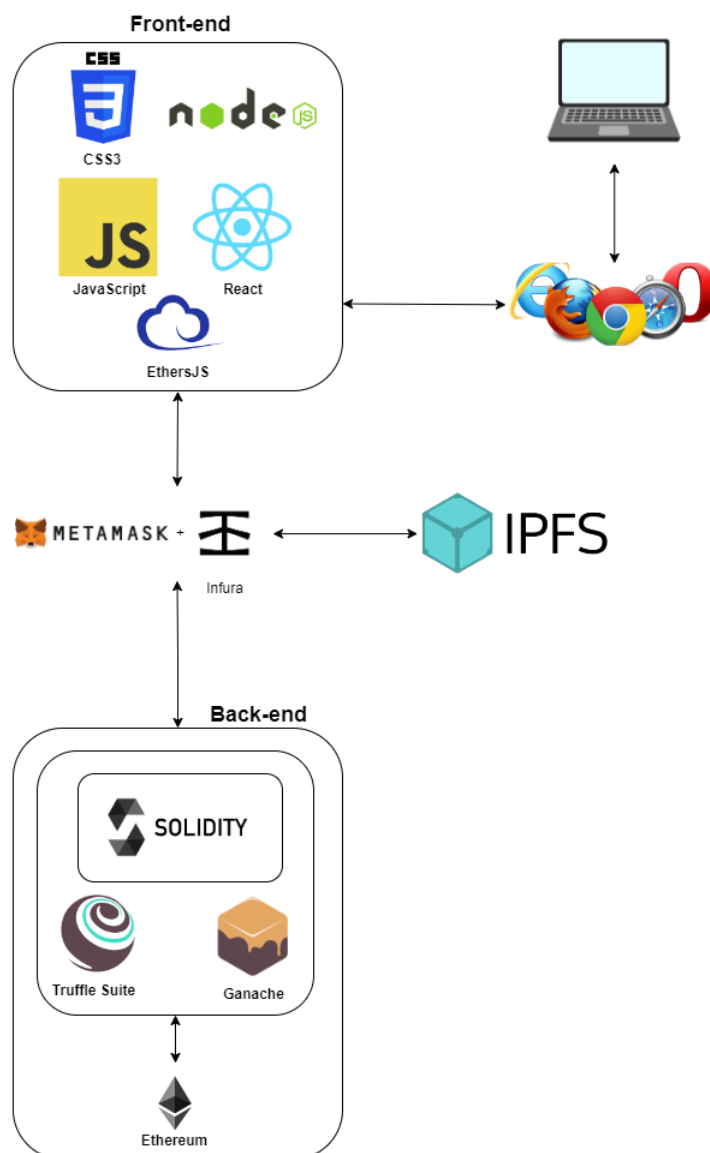 Front-end
CSS
3
CSS3
node
JS
JS
JavaScript
React
EthersJS
METAMASK +
Infura
IPFS
Back-end
SOLIDITY
Truffle Suite
Ganache
Ethereum